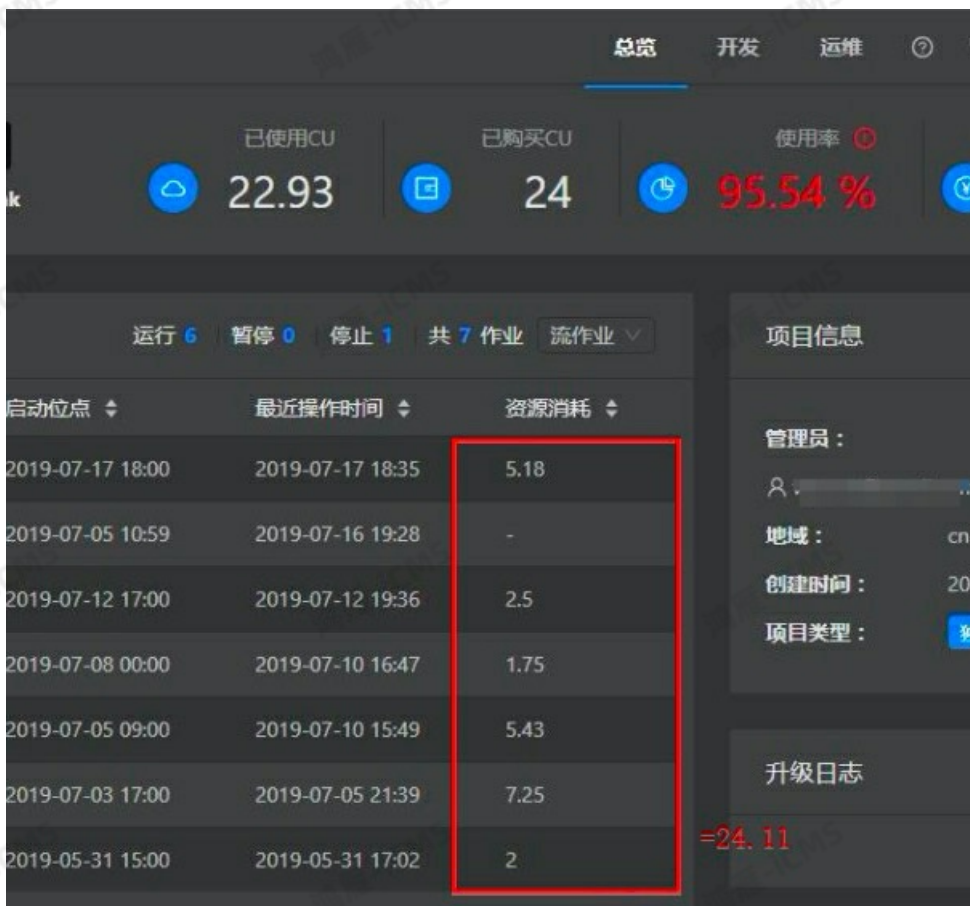 总览 开发 运维
已使用CU 已购买CU 使用率
22.93 24 95.54 %
运行 6 暂停 0 停止 1 共 7 作业 流作业
项目信息
启动位点 最近操作时间 资源消耗
管理员：
2019-07-17 18:00 2019-07-17 18:35 5.18
2019-07-05 10:59 2019-07-16 19:28 -
地域： cn
创建时间： 20
2019-07-12 17:00 2019-07-12 19:36 2.5
项目类型：
2019-07-08 00:00 2019-07-10 16:47 1.75
2019-07-05 09:00 2019-07-10 15:49 5.43
升级日志
2019-07-03 17:00 2019-07-05 21:39 7.25
=24.11
2019-05-31 15:00 2019-05-31 17:02 2